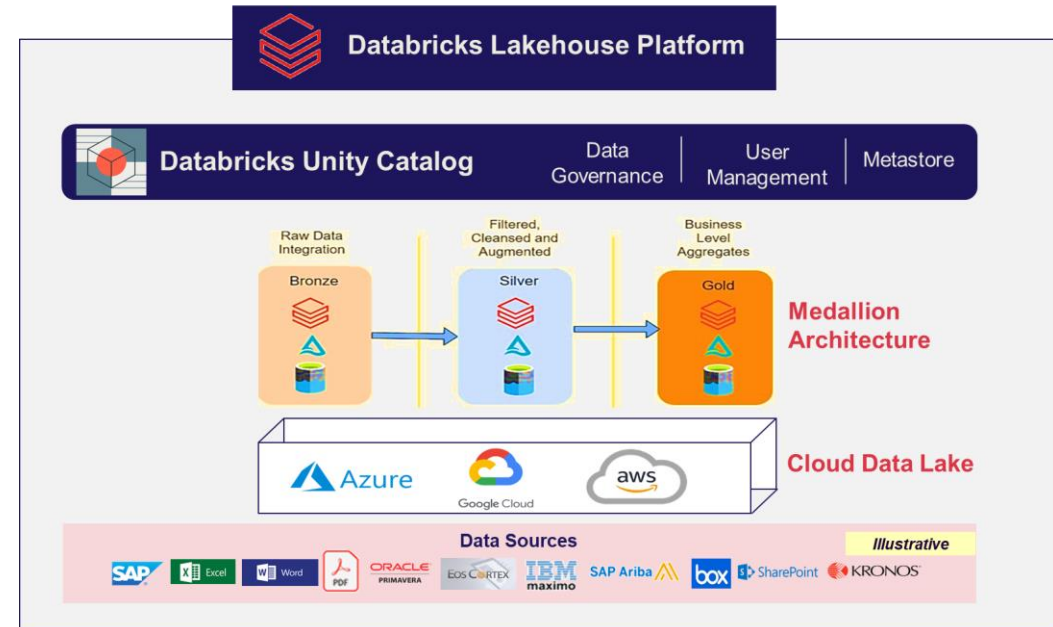 Databricks Lakehouse Platform
Databricks Unity Catalog
Data
Governance
User
Management
Metastore
Raw Data
Integration
Filtered,
Cleansed and
Augmented
Business
Level
Aggregates
Bronze
Silver
Gold
Medallion
Architecture
Azure
Google Cloud
aws
Cloud Data Lake
Data Sources
Illustrative
SAP
Excel
Word
PDF
ORACLE
PRIMAVERA
EOS CORTEX
IBM
maximo
SAP Ariba
box
SharePoint
KRONOS